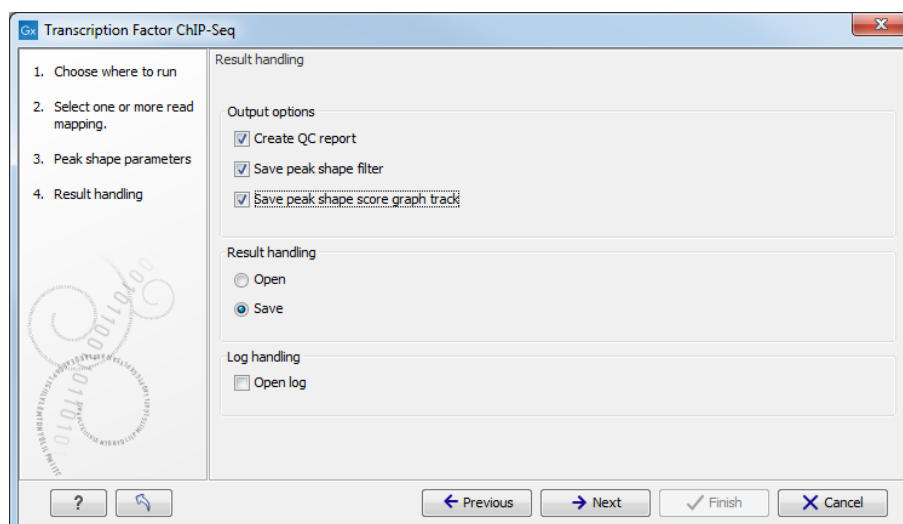 Gx Transcription Factor ChIP-Seq
1. Choose where to run
2. Select one or more read
mapping.
3. Peak shape parameters
4. Result handling
Result handling
Output options
Create QC report
Save peak shape filter
Save peak shape score graph track
Result handling
Open
Save
Log handling
Open log
?
Previous
Next
Finish
Cancel